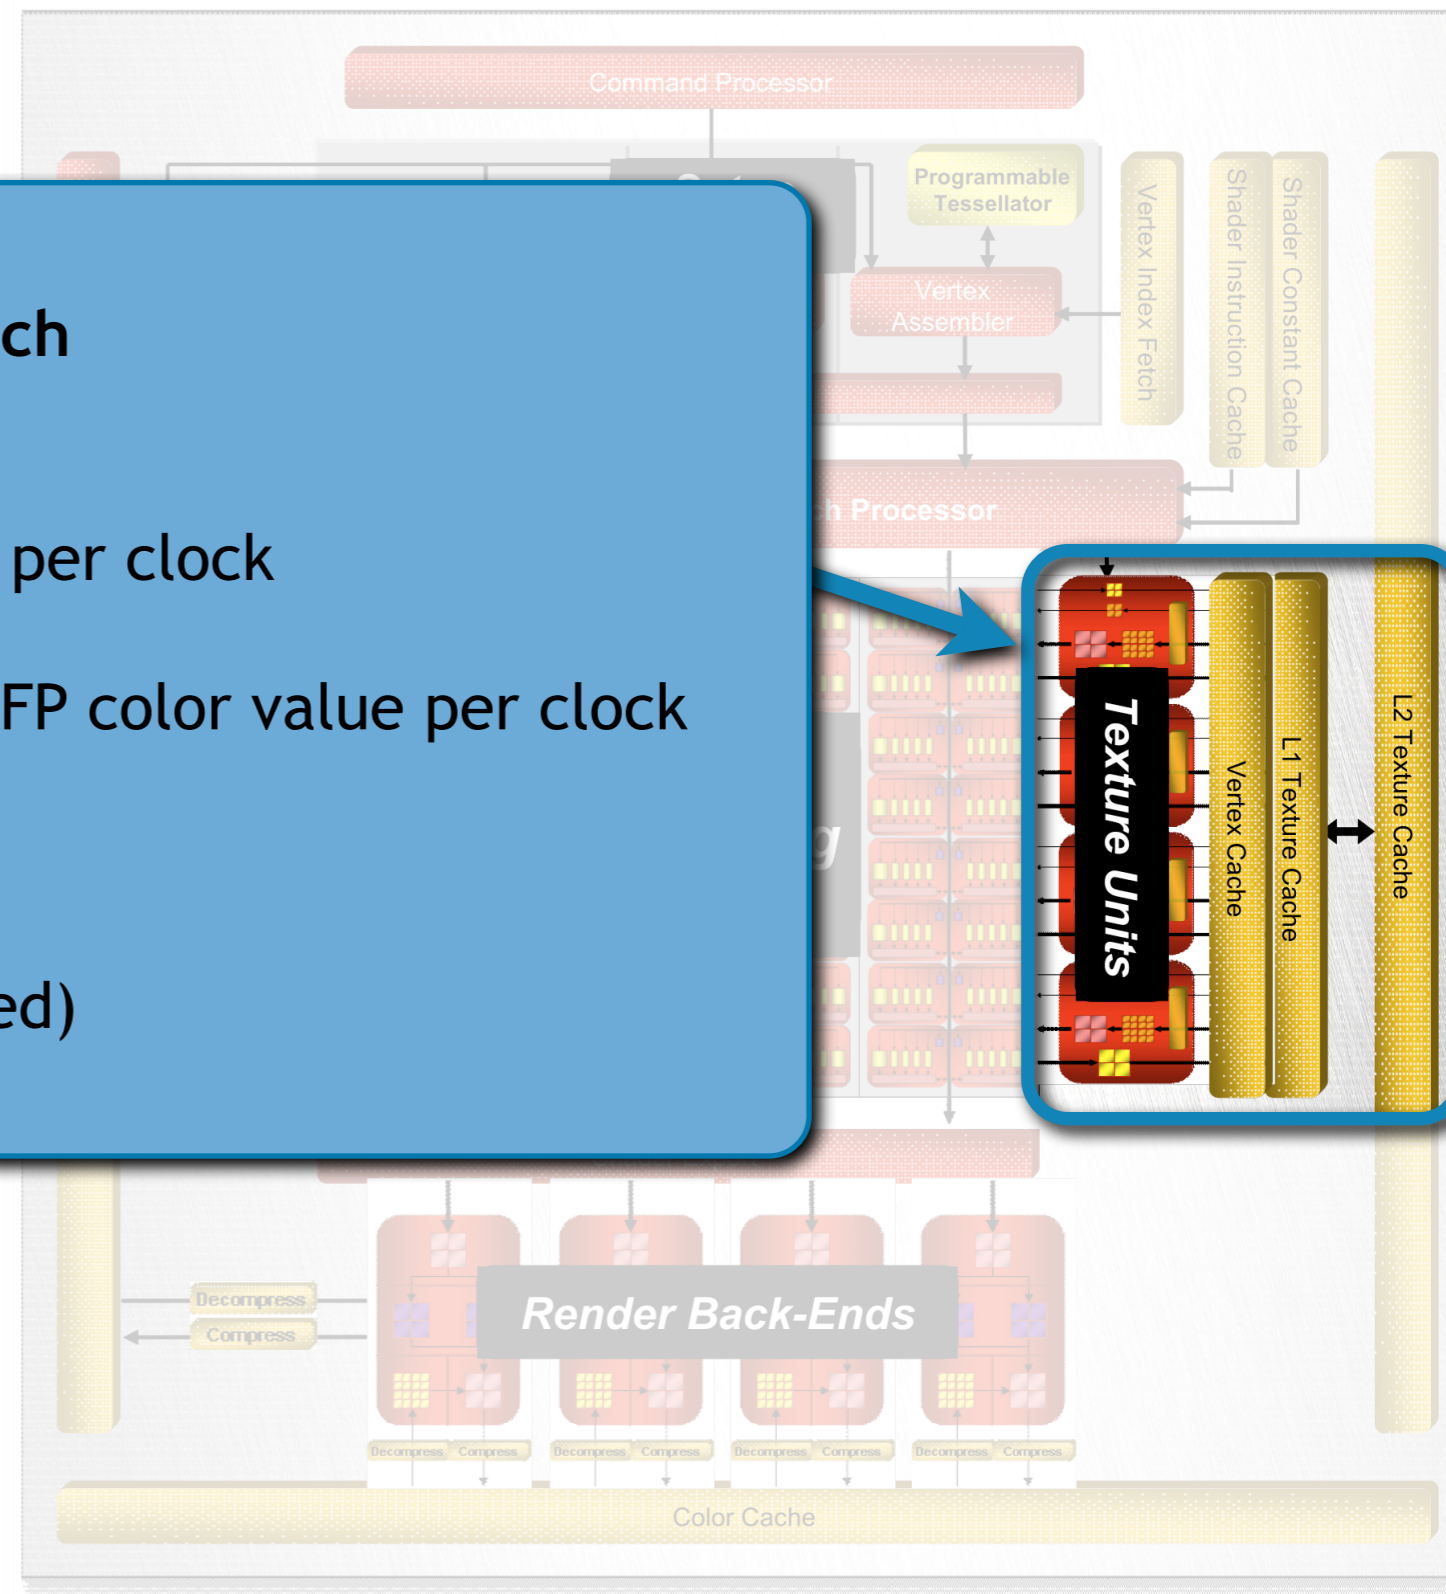 Command Processor
Programmable
Tessellator
Vertex
Assembler
Vertex Index Fetch
Shader Instruction Cache
Shader Constant Cache
ch
per clock
FP color value per clock
ed)
h Processor
g
Texture Units
Vertex Cache
L1 Texture Cache
L2 Texture Cache
Decompress
Compress
Render Back-Ends
Decompress Compress
Decompress Compress
Decompress Compress
Decompress Compress
Color Cache